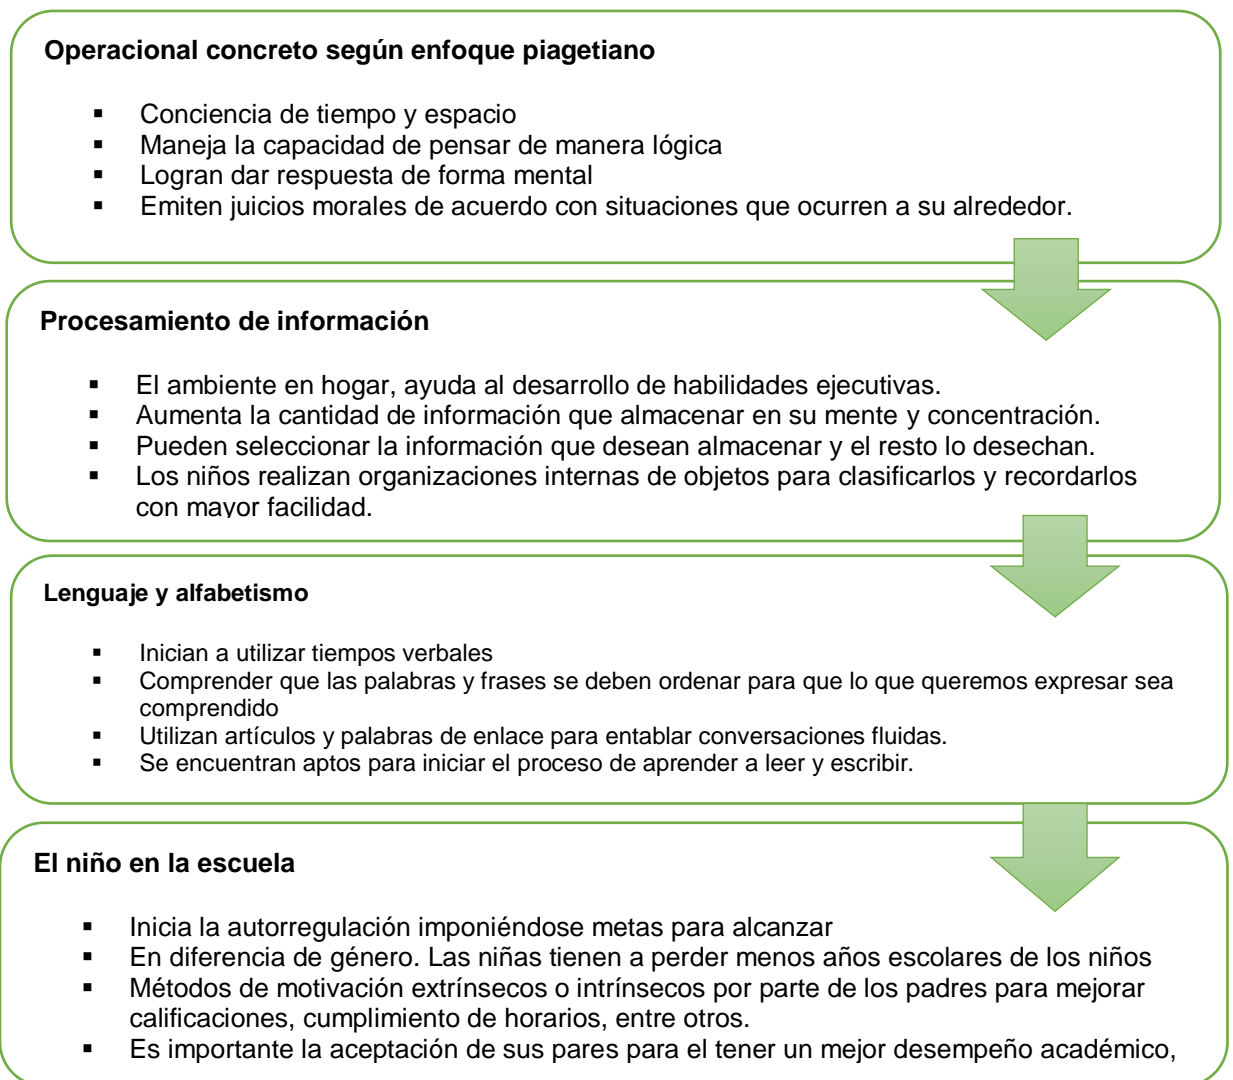 Operacional concreto según enfoque piagetiano
▪ Conciencia de tiempo y espacio
▪ Maneja la capacidad de pensar de manera lógica
▪ Logran dar respuesta de forma mental
▪ Emiten juicios morales de acuerdo con situaciones que ocurren a su alrededor.
Procesamiento de información
▪ El ambiente en hogar, ayuda al desarrollo de habilidades ejecutivas.
▪ Aumenta la cantidad de información que almacenar en su mente y concentración.
▪ Pueden seleccionar la información que desean almacenar y el resto lo desechan.
▪ Los niños realizan organizaciones internas de objetos para clasificarlos y recordarlos
con mayor facilidad.
Lenguaje y alfabetismo
▪ Inician a utilizar tiempos verbales
▪ Comprender que las palabras y frases se deben ordenar para que lo que queremos expresar sea
comprendido
▪ Utilizan artículos y palabras de enlace para entablar conversaciones fluidas.
▪ Se encuentran aptos para iniciar el proceso de aprender a leer y escribir.
El niño en la escuela
▪ Inicia la autorregulación imponiéndose metas para alcanzar
▪ En diferencia de género. Las niñas tienen a perder menos años escolares de los niños
▪ Métodos de motivación extrínsecos o intrínsecos por parte de los padres para mejorar
calificaciones, cumplimiento de horarios, entre otros.
▪ Es importante la aceptación de sus pares para el tener un mejor desempeño académico,